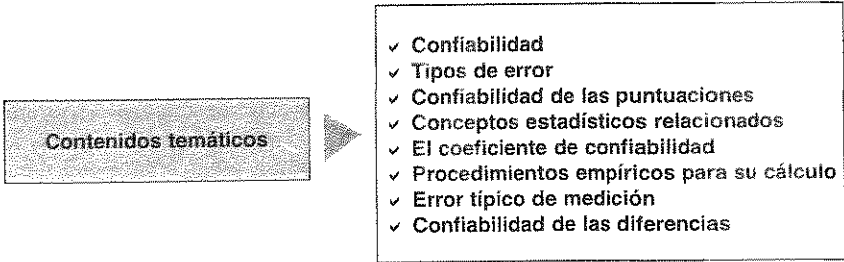 Contenidos temáticos
✓ Confiabilidad
✓ Tipos de error
✓ Confiabilidad de las puntuaciones
✓ Conceptos estadísticos relacionados
✓ El coeficiente de confiabilidad
✓ Procedimientos empíricos para su cálculo
✓ Error típico de medición
✓ Confiabilidad de las diferencias